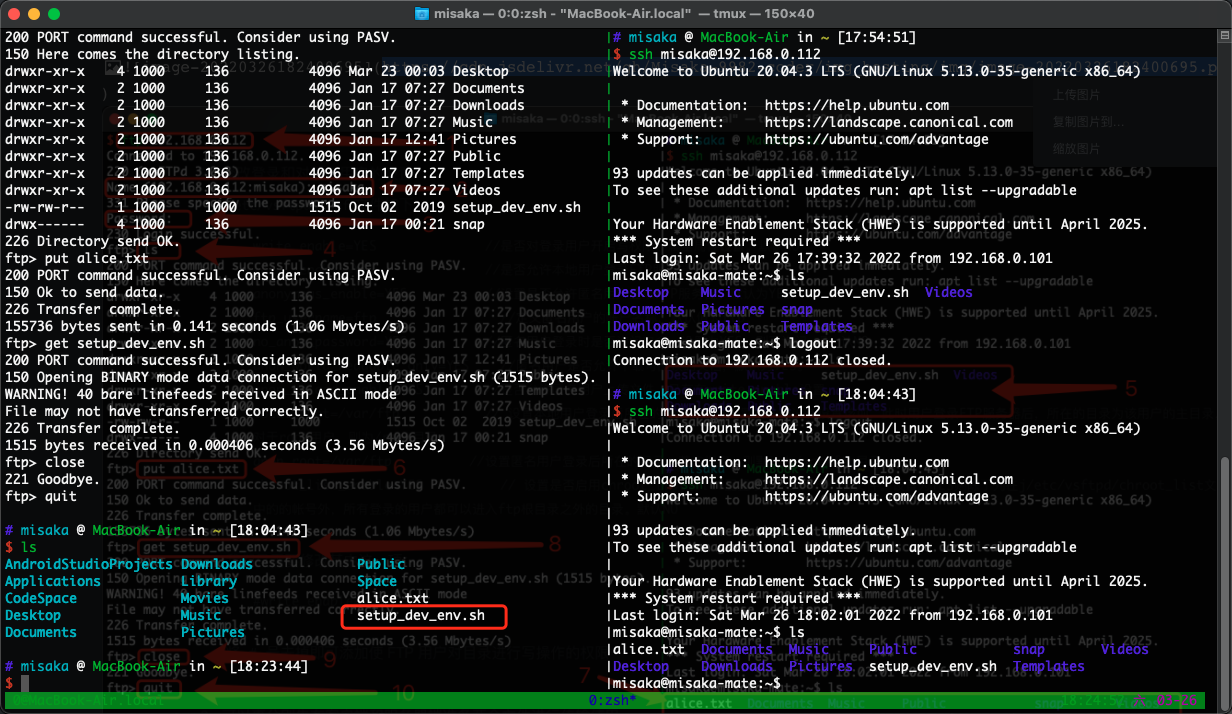 misaka — 0:0:zsh - "MacBook-Air.local" — tmux — 150×40
200 PORT command successful. Consider using PASV.
150 Here comes the directory listing.
drwxr-xr-x    4 1000     136          4096 Mar 23 00:03 Desktop
drwxr-xr-x    2 1000     136          4096 Jan 17 07:27 Documents
drwxr-xr-x    2 1000     136          4096 Jan 17 07:27 Downloads
drwxr-xr-x    2 1000     136          4096 Jan 17 07:27 Music
drwxr-xr-x    2 1000     136          4096 Jan 17 12:41 Pictures
drwxr-xr-x    2 1000     136          4096 Jan 17 07:27 Public
drwxr-xr-x    2 1000     136          4096 Jan 17 07:27 Templates
drwxr-xr-x    2 1000     136          4096 Jan 17 07:27 Videos
-rw-rw-r--    1 1000     1000         1515 Oct 02  2019 setup_dev_env.sh
drwx------    4 1000     136          4096 Jan 17 00:21 snap
226 Directory send OK.
ftp> put alice.txt
200 PORT command successful. Consider using PASV.
150 Ok to send data.
226 Transfer complete.
155736 bytes sent in 0.141 seconds (1.06 Mbytes/s)
ftp> get setup_dev_env.sh
200 PORT command successful. Consider using PASV.
150 Opening BINARY mode data connection for setup_dev_env.sh (1515 bytes).
WARNING! 40 bare linefeeds received in ASCII mode
File may not have transferred correctly.
226 Transfer complete.
1515 bytes received in 0.000406 seconds (3.56 Mbytes/s)
ftp> close
221 Goodbye.
ftp> quit
# misaka @ MacBook-Air in ~ [18:04:43]
$ ls
AndroidStudioProjects Downloads             Public
Applications          Library               Space
CodeSpace             Movies                alice.txt
Desktop               Music                 setup_dev_env.sh
Documents             Pictures
# misaka @ MacBook-Air in ~ [18:23:44]
$
# misaka @ MacBook-Air in ~ [17:54:51]
$ ssh misaka@192.168.0.112
Welcome to Ubuntu 20.04.3 LTS (GNU/Linux 5.13.0-35-generic x86_64)
* Documentation:  https://help.ubuntu.com
* Management:     https://landscape.canonical.com
* Support:        https://ubuntu.com/advantage
93 updates can be applied immediately.
To see these additional updates run: apt list --upgradable
Your Hardware Enablement Stack (HWE) is supported until April 2025.
*** System restart required ***
Last login: Sat Mar 26 17:39:32 2022 from 192.168.0.101
misaka@misaka-mate:~$ ls
Desktop    Music     setup_dev_env.sh  Videos
Documents  Pictures  snap
Downloads  Public    Templates
misaka@misaka-mate:~$ logout
Connection to 192.168.0.112 closed.
# misaka @ MacBook-Air in ~ [18:04:43]
$ ssh misaka@192.168.0.112
Welcome to Ubuntu 20.04.3 LTS (GNU/Linux 5.13.0-35-generic x86_64)
* Documentation:  https://help.ubuntu.com
* Management:     https://landscape.canonical.com
* Support:        https://ubuntu.com/advantage
93 updates can be applied immediately.
To see these additional updates run: apt list --upgradable
Your Hardware Enablement Stack (HWE) is supported until April 2025.
*** System restart required ***
Last login: Sat Mar 26 18:02:01 2022 from 192.168.0.101
misaka@misaka-mate:~$ ls
alice.txt  Documents  Music     Public            snap       Videos
Desktop    Downloads  Pictures  setup_dev_env.sh  Templates
misaka@misaka-mate:~$
0:zsh*